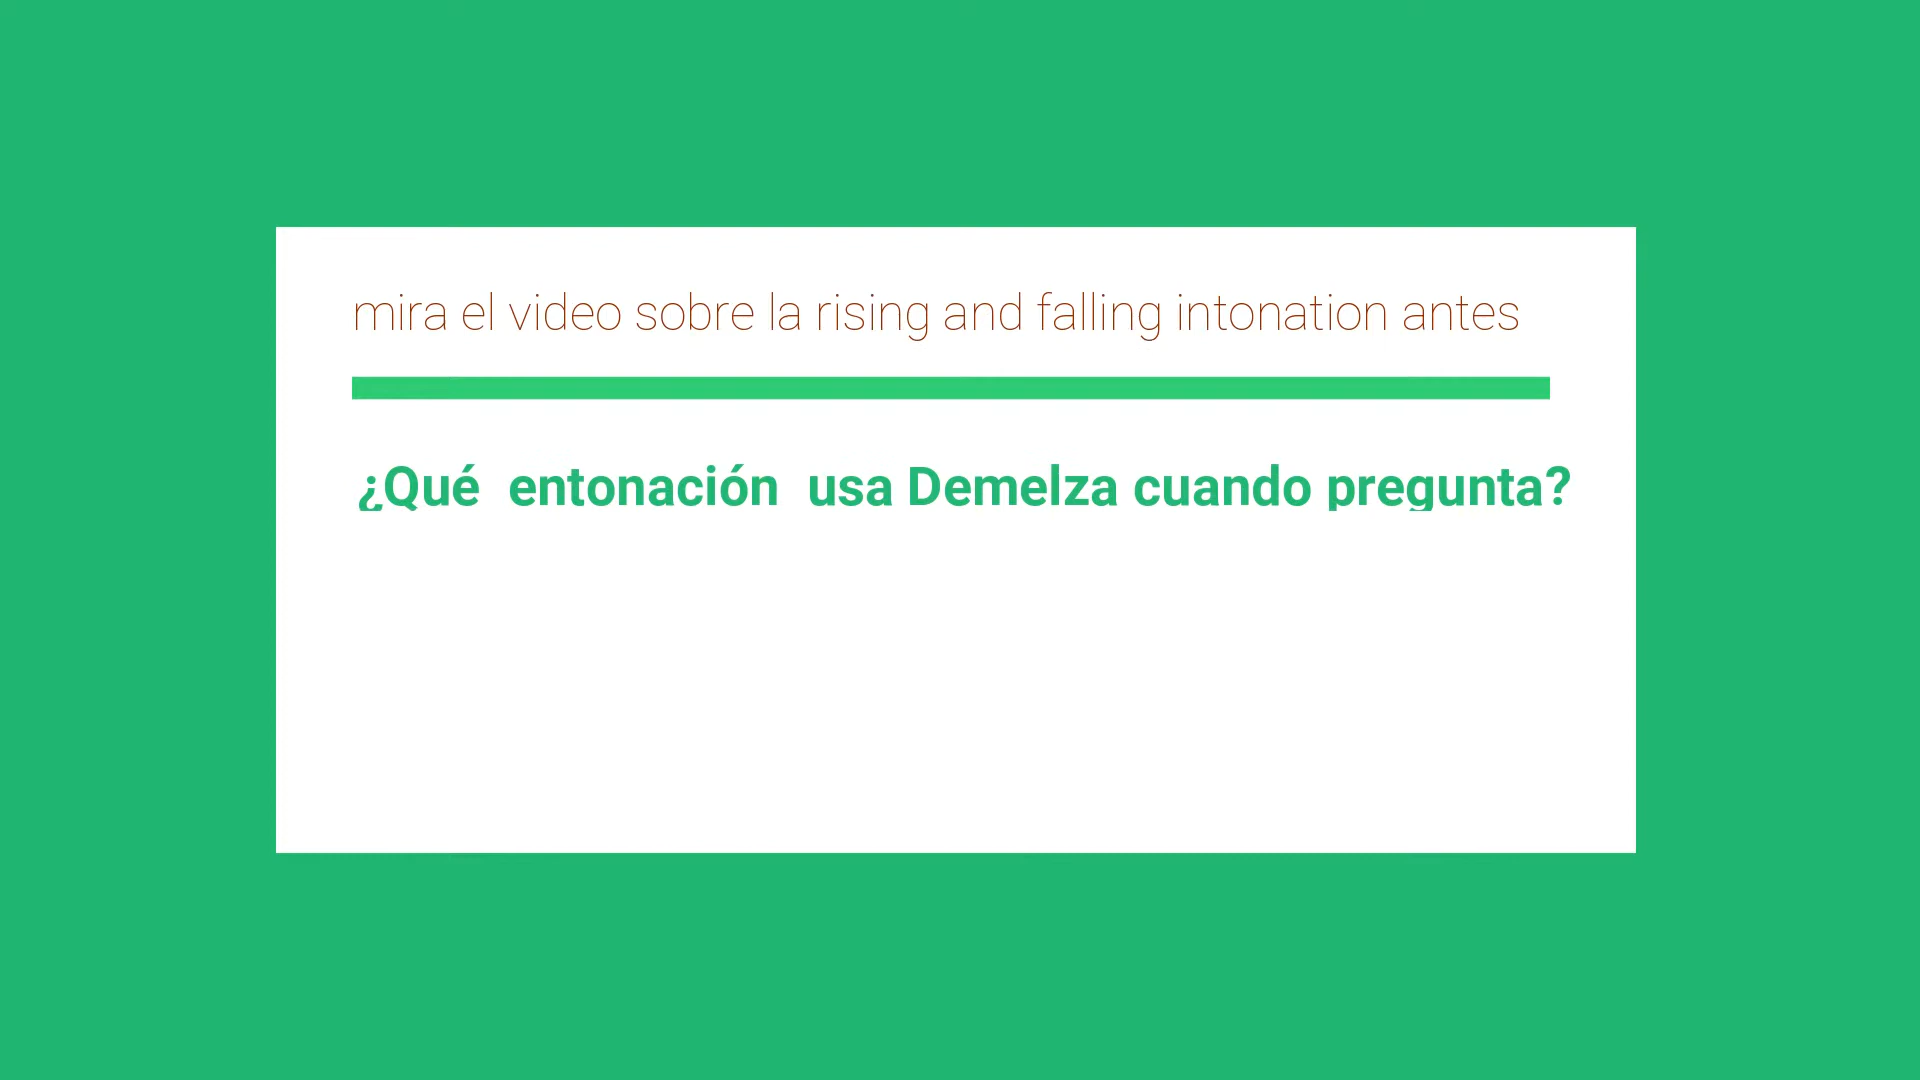 mira el video sobre la rising and falling intonation antes
¿Qué entonación usa Demelza cuando pregunta?